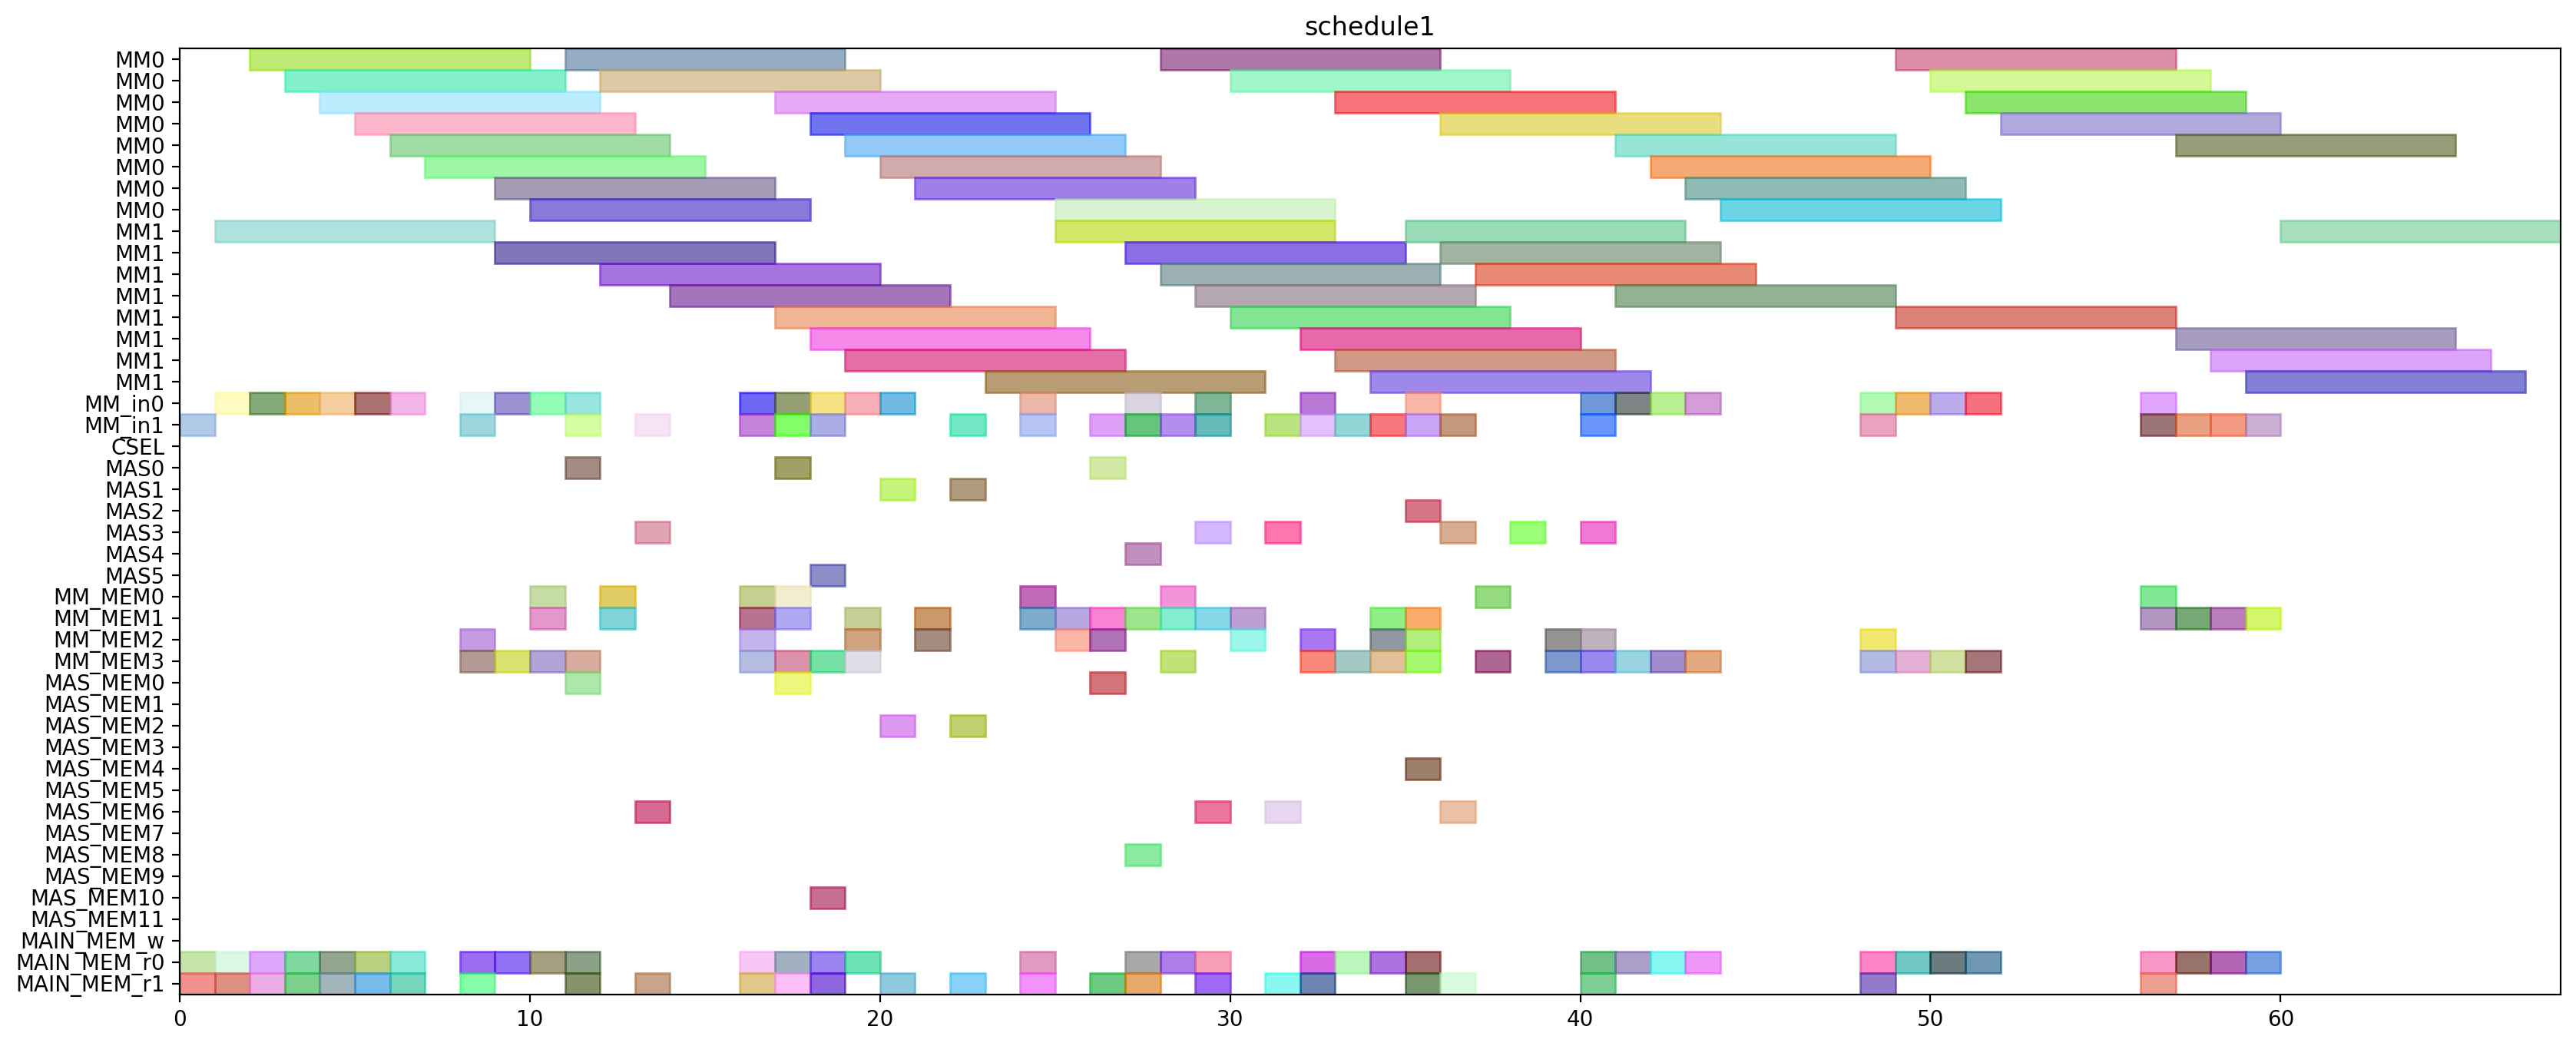 schedule1
MM0
MM0
MM0
MM0
MM0
MM0
MM0
MM0
MM1
MM1
MM1
MM1
MM1
MM1
MM1
MM1
MM_in0
MM_in1
CSEL
MAS0
MAS1
MAS2
MAS3
MAS4
MAS5
MM_MEM0
MM_MEM1
MM_MEM2
MM_MEM3
MAS_MEM0
MAS_MEM1
MAS_MEM2
MAS_MEM3
MAS_MEM4
MAS_MEM5
MAS_MEM6
MAS_MEM7
MAS_MEM8
MAS_MEM9
MAS_MEM10
MAS_MEM11
MAIN_MEM_w
MAIN_MEM_r0
MAIN_MEM_r1
0 10 20 30 40 50 60